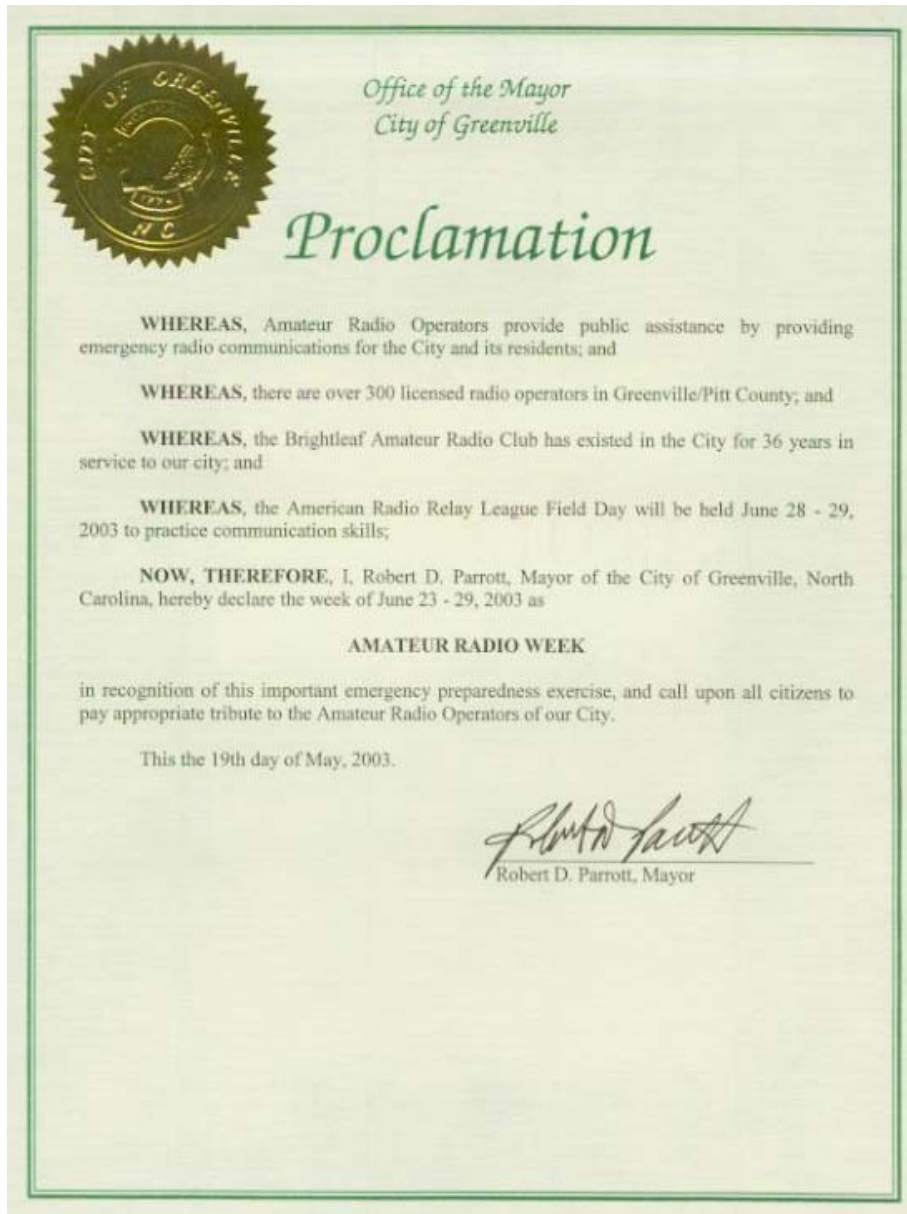 CITY OF GREENVILLE
NC
Office of the Mayor
City of Greenville
Proclamation
WHEREAS, Amateur Radio Operators provide public assistance by providing
emergency radio communications for the City and its residents; and
WHEREAS, there are over 300 licensed radio operators in Greenville/Pitt County; and
WHEREAS, the Brightleaf Amateur Radio Club has existed in the City for 36 years in
service to our city; and
WHEREAS, the American Radio Relay League Field Day will be held June 28 - 29,
2003 to practice communication skills;
NOW, THEREFORE, I, Robert D. Parrott, Mayor of the City of Greenville, North
Carolina, hereby declare the week of June 23 - 29, 2003 as
AMATEUR RADIO WEEK
in recognition of this important emergency preparedness exercise, and call upon all citizens to
pay appropriate tribute to the Amateur Radio Operators of our City.
This the 19th day of May, 2003.
Robert D. Parrott, Mayor